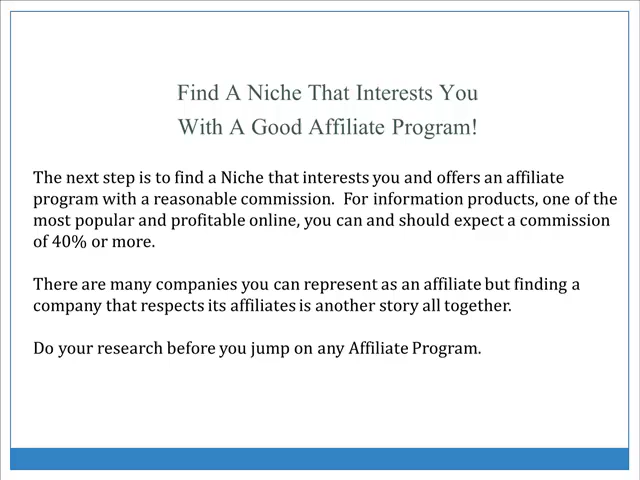 Find A Niche That Interests You
With A Good Affiliate Program!
The next step is to find a Niche that interests you and offers an affiliate
program with a reasonable commission.  For information products, one of the
most popular and profitable online, you can and should expect a commission
of 40% or more.
There are many companies you can represent as an affiliate but finding a
company that respects its affiliates is another story all together.
Do your research before you jump on any Affiliate Program.